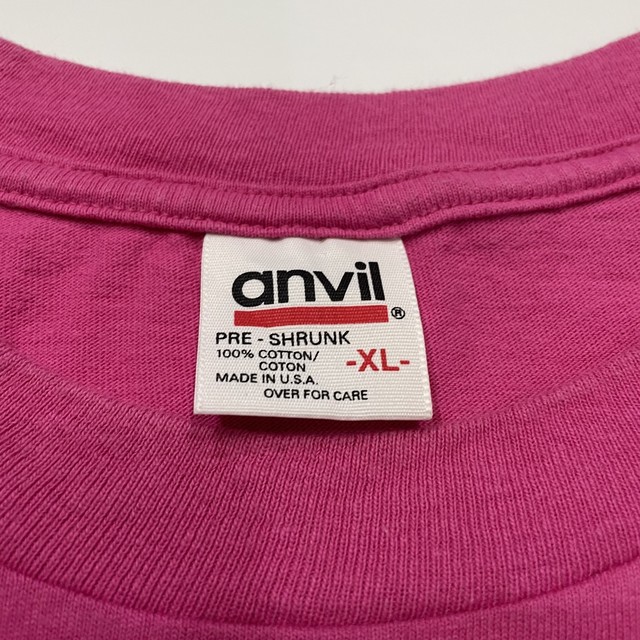 anvil®
PRE - SHRUNK
100% COTTON/
COTON
-XL-
MADE IN U.S.A.
OVER FOR CARE